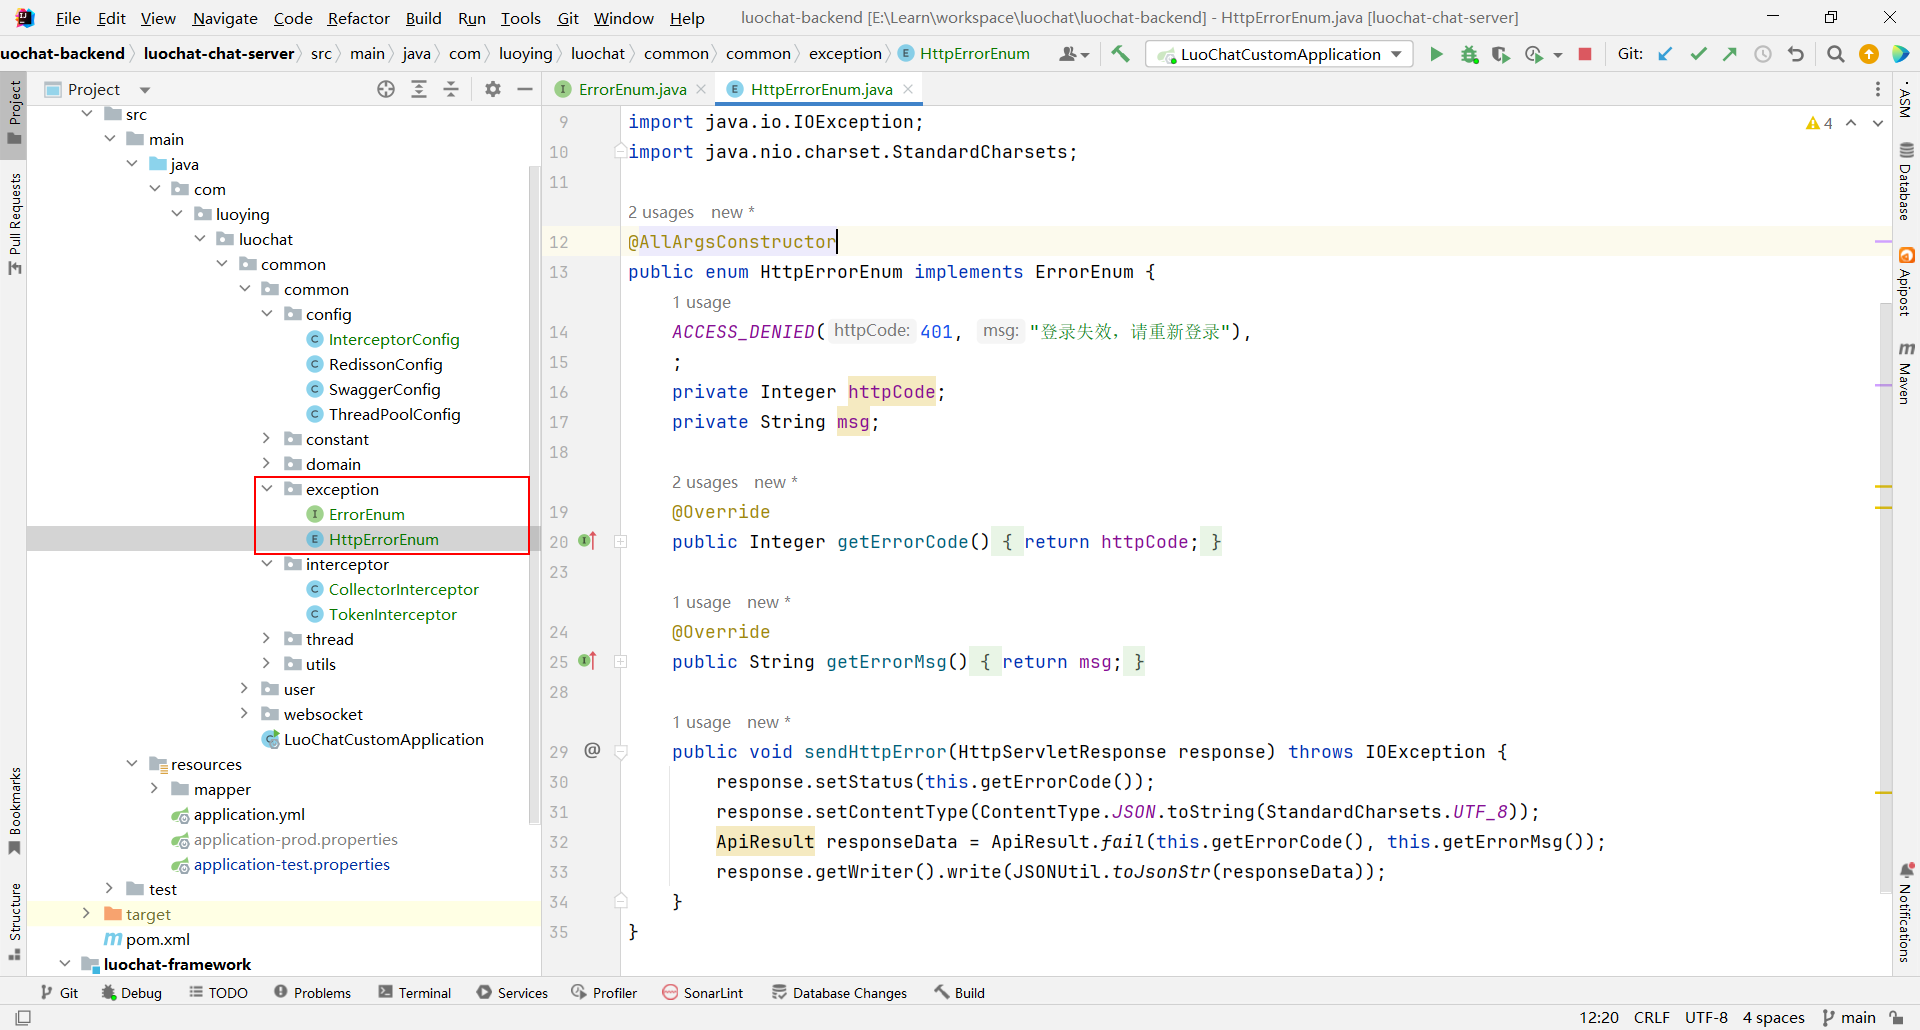 File Edit View Navigate Code Refactor Build Run Tools Git Window Help luochat-backend [E:\Learn\workspace\luochat\luochat-backend] - HttpErrorEnum.java [luochat-chat-server]
uochat-backend luochat-chat-server src main java com luoying luochat common common exception HttpErrorEnum LuoChatCustomApplication Git:
Project
Pull Requests
Bookmarks
Structure
Project
src
main
java
com
luoying
luochat
common
common
config
InterceptorConfig
RedissonConfig
SwaggerConfig
ThreadPoolConfig
constant
domain
exception
ErrorEnum
HttpErrorEnum
interceptor
CollectorInterceptor
TokenInterceptor
thread
utils
user
websocket
LuoChatCustomApplication
resources
mapper
application.yml
application-prod.properties
application-test.properties
test
target
pom.xml
luochat-framework
ErrorEnum.java HttpErrorEnum.java
4
9 import java.io.IOException;
10 import java.nio.charset.StandardCharsets;
11
2 usages new *
12 @AllArgsConstructor
13 public enum HttpErrorEnum implements ErrorEnum {
1 usage
14 ACCESS_DENIED( httpCode: 401, msg: "登录失效，请重新登录"),
15 ;
16 private Integer httpCode;
17 private String msg;
18
2 usages new *
19 @Override
20 public Integer getErrorCode() { return httpCode; }
23
1 usage new *
24 @Override
25 public String getErrorMsg() { return msg; }
28
1 usage new *
29 @ public void sendHttpError(HttpServletResponse response) throws IOException {
30 response.setStatus(this.getErrorCode());
31 response.setContentType(ContentType.JSON.toString(StandardCharsets.UTF_8));
32 ApiResult responseData = ApiResult.fail(this.getErrorCode(), this.getErrorMsg());
33 response.getWriter().write(JSONUtil.toJsonStr(responseData));
34 }
35 }
ASM
Database
Apipost
Maven
Notifications
Git Debug TODO Problems Terminal Services Profiler SonarLint Database Changes Build
12:20 CRLF UTF-8 4 spaces main